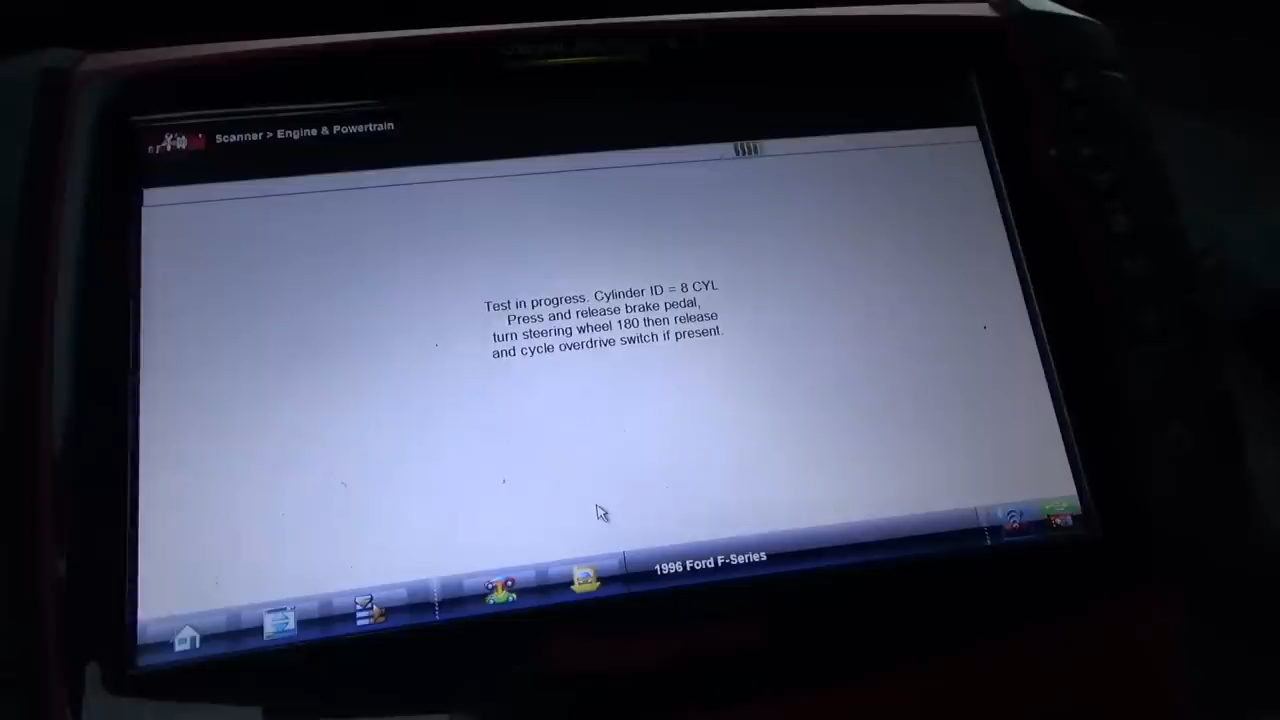 Scanner > Engine & Powertrain
Test in progress. Cylinder ID = 8 CYL
Press and release brake pedal,
turn steering wheel 180 then release
and cycle overdrive switch if present.
1996 Ford F-Series